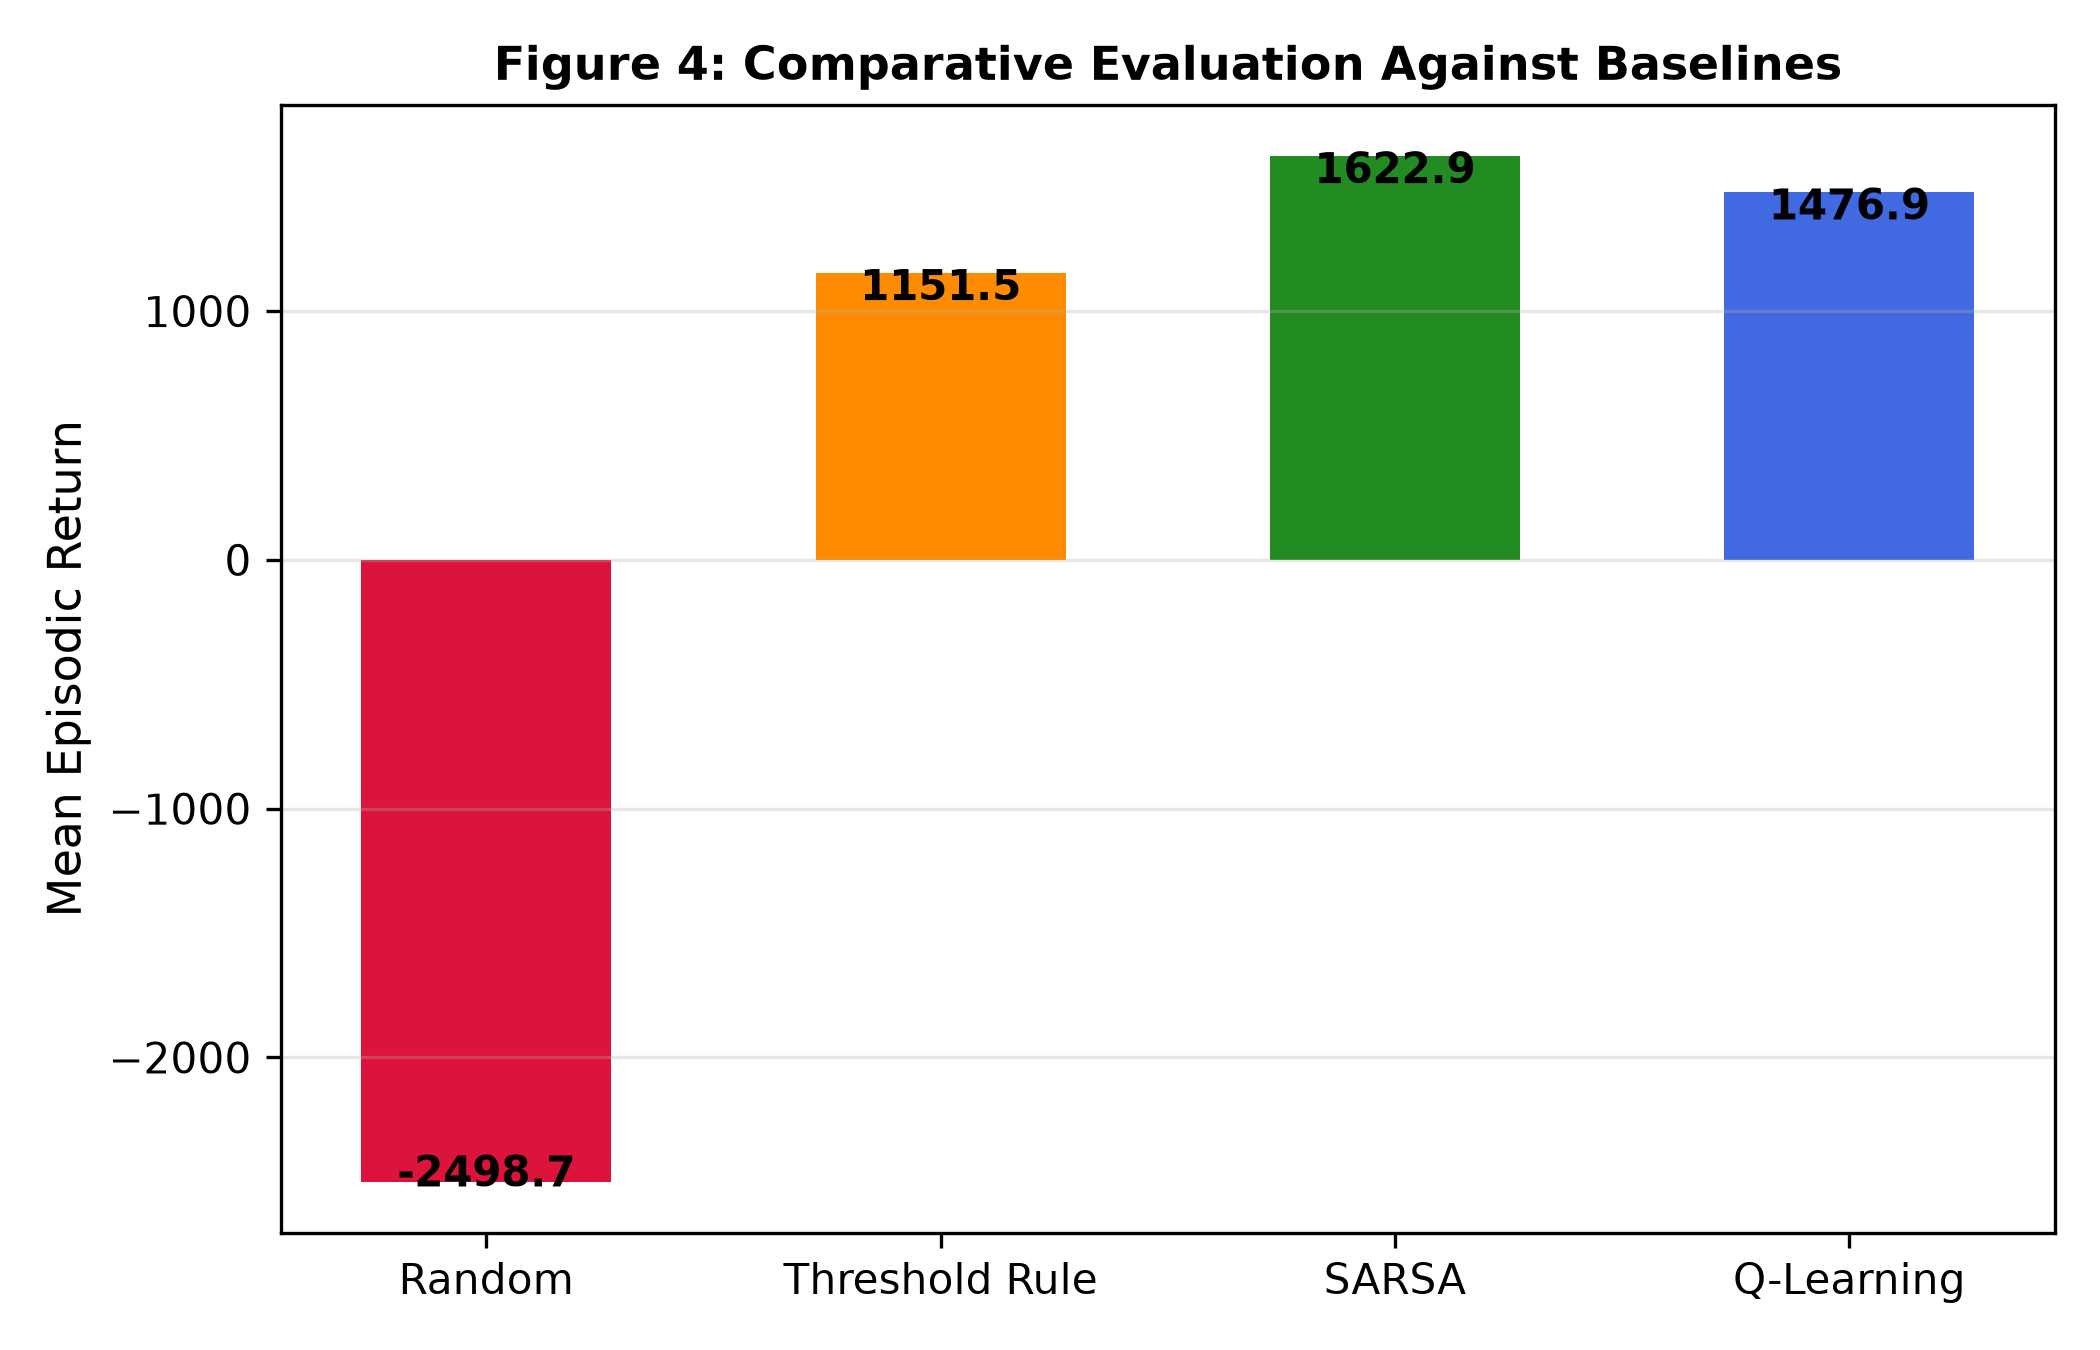 Figure 4: Comparative Evaluation Against Baselines
Mean Episodic Return
1000
0
−1000
−2000
-2498.7
1151.5
1622.9
1476.9
Random
Threshold Rule
SARSA
Q-Learning